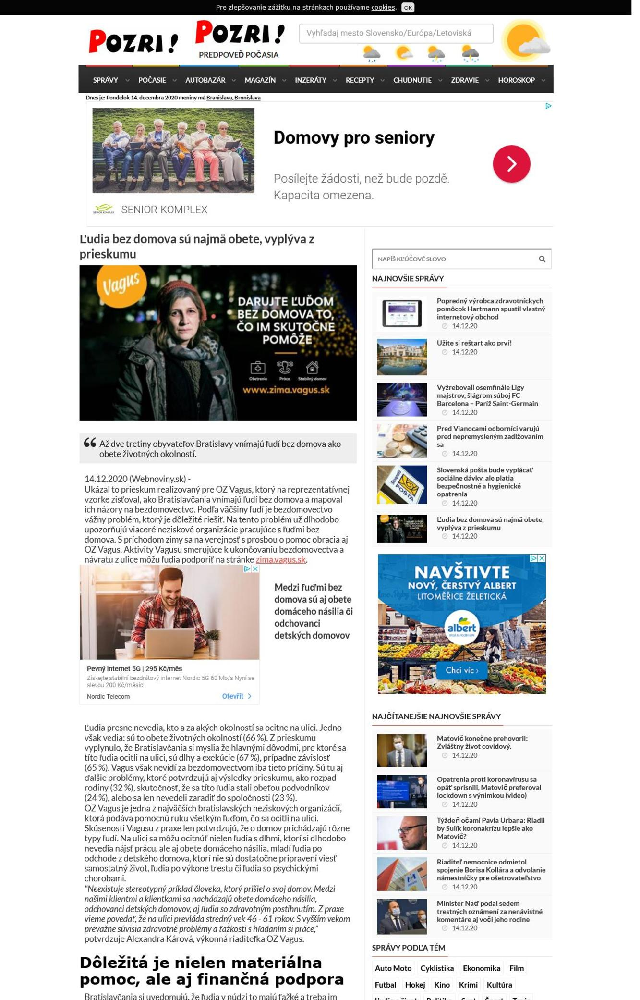 Pre zlepšovanie zážitku na stránkach používame cookies. OK
POZRI!
POZRI!
PREDPOVEĎ POČASIA
Vyhľadaj mesto Slovensko/Európa/Letoviská
SPRÁVY POČASIE AUTOBAZÁR MAGAZÍN INZERÁTY RECEPTY CHUDNUTIE ZDRAVIE HOROSKOP
Dnes je: Pondelok 14. decembra 2020 meniny má Branislava, Bronislava
Domovy pro seniory
Posílejte žádosti, než bude pozdě.
Kapacita omezena.
SENIOR KOMPLEX
SENIOR-KOMPLEX
Ľudia bez domova sú najmä obete, vyplýva z
prieskumu
Vagus
DARUJTE ĽUĎOM
BEZ DOMOVA TO,
ČO IM SKUTOČNE
POMÔŽE
Ošetrenie Práca Stabilný domov
www.zima.vagus.sk
Až dve tretiny obyvateľov Bratislavy vnímajú ľudí bez domova ako
obete životných okolností.
14.12.2020 (Webnoviny.sk) -
Ukázal to prieskum realizovaný pre OZ Vagus, ktorý na reprezentatívnej
vzorke zisťoval, ako Bratislavčania vnímajú ľudí bez domova a mapoval
ich názory na bezdomovectvo. Podľa väčšiny ľudí je bezdomovectvo
vážny problém, ktorý je dôležité riešiť. Na tento problém už dlhodobo
upozorňujú viaceré neziskové organizácie pracujúce s ľuďmi bez
domova. S príchodom zimy sa na verejnosť s prosbou o pomoc obracia aj
OZ Vagus. Aktivity Vagusu smerujúce k ukončovaniu bezdomovectva a
návratu z ulice môžu ľudia podporiť na stránke zima.vagus.sk.
Pevný internet 5G | 295 Kč/měs
Získejte stabilní bezdrátový internet Nordic 5G 60 Mb/s Nyní se
slevou 200 Kč/měsíc!
Nordic Telecom Otevřít
Medzi ľuďmi bez
domova sú aj obete
domáceho násilia či
odchovanci
detských domovov
Ľudia presne nevedia, kto a za akých okolností sa ocitne na ulici. Jedno
však vedia: sú to obete životných okolností (66 %). Z prieskumu
vyplynulo, že Bratislavčania si myslia že hlavnými dôvodmi, pre ktoré sa
títo ľudia ocitli na ulici, sú dlhy a exekúcie (67 %), prípadne závislosť
(65 %). Vagus však nevidí za bezdomovectvom iba tieto príčiny. Sú tu aj
ďalšie problémy, ktoré potvrdzujú aj výsledky prieskumu, ako rozpad
rodiny (32 %), skutočnosť, že sa títo ľudia stali obeťou podvodníkov
(24 %), alebo sa len nevedeli zaradiť do spoločnosti (23 %).
OZ Vagus je jedna z najväčších bratislavských neziskových organizácií,
ktorá podáva pomocnú ruku všetkým ľuďom, čo sa ocitli na ulici.
Skúsenosti Vagusu z praxe len potvrdzujú, že o domov prichádzajú rôzne
typy ľudí. Na ulici sa môžu ocitnúť nielen ľudia s dlhmi, ktorí si dlhodobo
nevedia nájsť prácu, ale aj obete domáceho násilia, mladí ľudia po
odchode z detského domova, ktorí nie sú dostatočne pripravení viesť
samostatný život, ľudia po výkone trestu či ľudia so psychickými
chorobami.
"Neexistuje stereotypný príklad človeka, ktorý prišiel o svoj domov. Medzi
našimi klientmi a klientkami sa nachádzajú obete domáceho násilia,
odchovanci detských domovov, aj ľudia so zdravotným postihnutím. Z praxe
vieme povedať, že na ulici prevláda stredný vek 46 - 61 rokov. S vyšším vekom
prevažne súvisia zdravotné problémy a ťažkosti s hľadaním si práce,”
potvrdzuje Alexandra Kárová, výkonná riaditeľka OZ Vagus.
Dôležitá je nielen materiálna
pomoc, ale aj finančná podpora
Bratislavčania si uvedomujú, že ľudia v núdzi to majú ťažké a treba im
NAPÍŠ KĽÚČOVÉ SLOVO
NAJNOVŠIE SPRÁVY
Popredný výrobca zdravotníckych
pomôcok Hartmann spustil vlastný
internetový obchod
14.12.20
Užite si reštart ako prví!
14.12.20
Vyžrebovali osemfinále Ligy
majstrov, šlágrom súboj FC
Barcelona – Paríž Saint-Germain
14.12.20
Pred Vianocami odborníci varujú
pred nepremysleným zadlžovaním
sa
14.12.20
Slovenská POŠTA
Slovenská pošta bude vyplácať
sociálne dávky, ale platia
bezpečnostné a hygienické
opatrenia
14.12.20
Ľudia bez domova sú najmä obete,
vyplýva z prieskumu
14.12.20
NAVŠTIVTE
NOVÝ, ČERSTVÝ ALBERT
LITOMĚŘICE ŽELETICKÁ
albert
Chci víc ›
NAJČÍTANEJŠIE NAJNOVŠIE SPRÁVY
Matovič konečne prehovoril:
Zvláštny život covidový.
14.12.20
Opatrenia proti koronavírusu sa
opäť sprísnili, Matovič preferoval
lockdown s výnimkou (video)
14.12.20
Týždeň očami Pavla Urbana: Riadil
by Sulík koronakrízu lepšie ako
Matovič?
14.12.20
Riaditeľ nemocnice odmietol
spojenie Borisa Kollára a odvolanie
námestníčky pre ošetrovateľstvo
14.12.20
Minister Naď podal sedem
trestných oznámení za nenávistné
komentáre aj voči jeho rodine
14.12.20
SPRÁVY PODĽA TÉM
Auto Moto Cyklistika Ekonomika Film
Futbal Hokej Kino Krimi Kultúra
Ľudia a život Politika Svet Šport Tenis